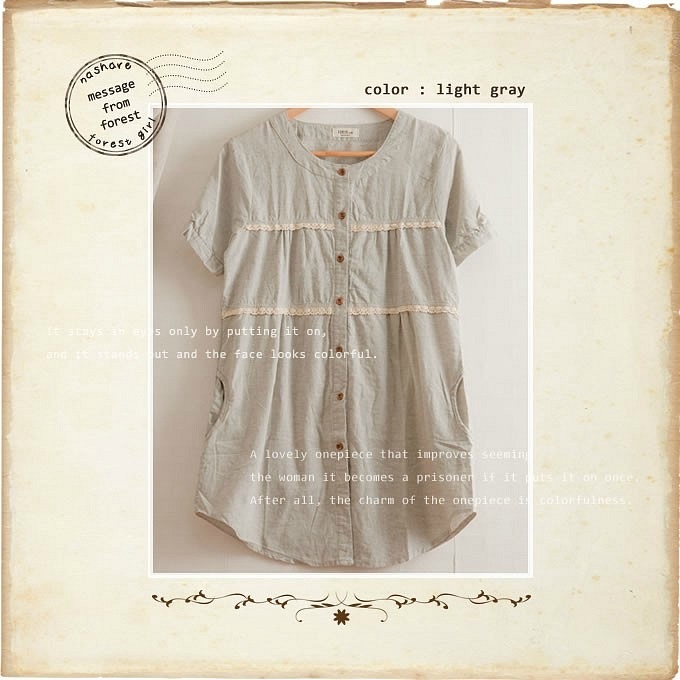 nashare
message
from
forest
forest girl
color : light gray
It stays in eyes only by putting it on,
and it stands out and the face looks colorful.
A lovely onepiece that improves seeming
the woman it becomes a prisoner if it puts it on once.
After all, the charm of the onepiece is colorfulness.